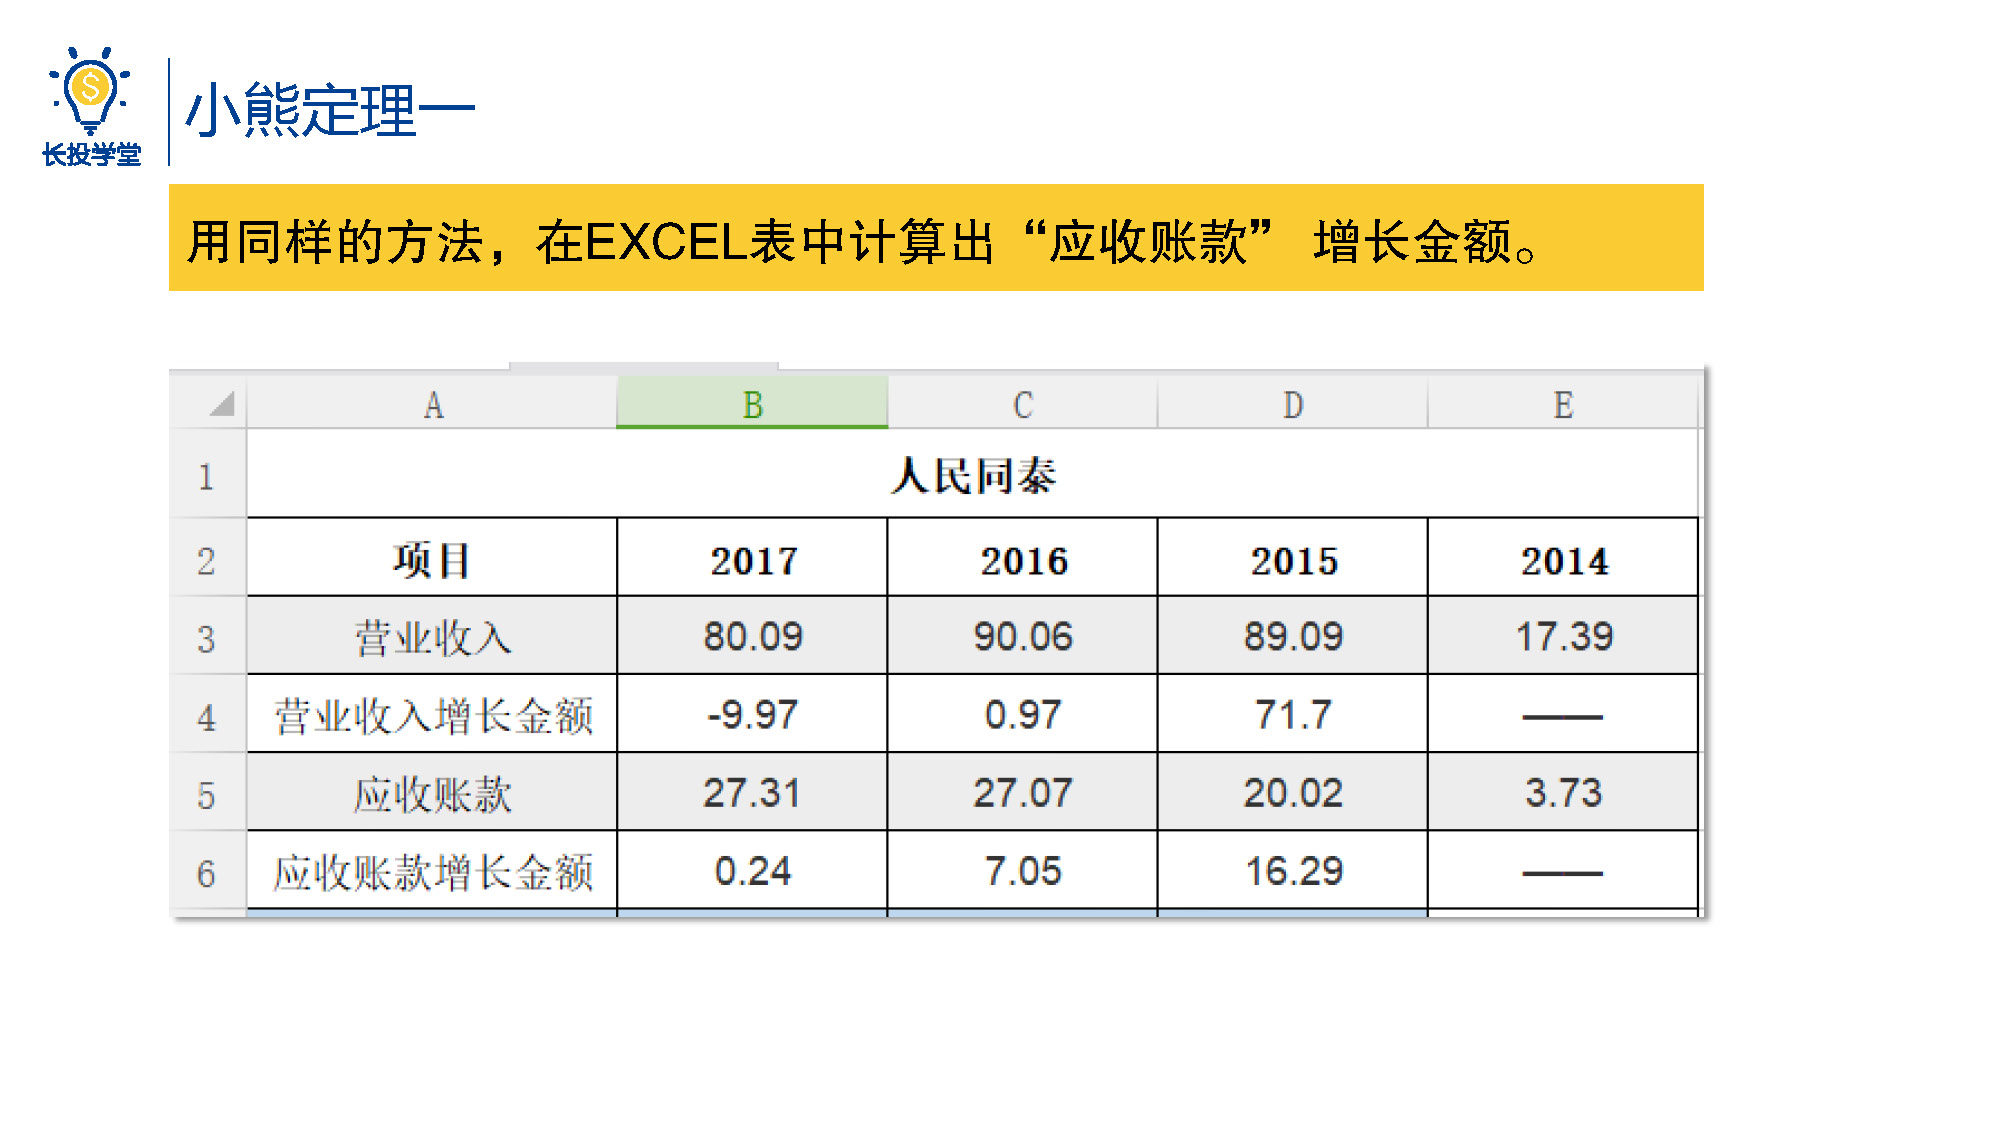 长投学堂
小熊定理一
用同样的方法，在EXCEL表中计算出“应收账款” 增长金额。
A B C D E
1 人民同泰
2 项目 2017 2016 2015 2014
3 营业收入 80.09 90.06 89.09 17.39
4 营业收入增长金额 -9.97 0.97 71.7 ——
5 应收账款 27.31 27.07 20.02 3.73
6 应收账款增长金额 0.24 7.05 16.29 ——